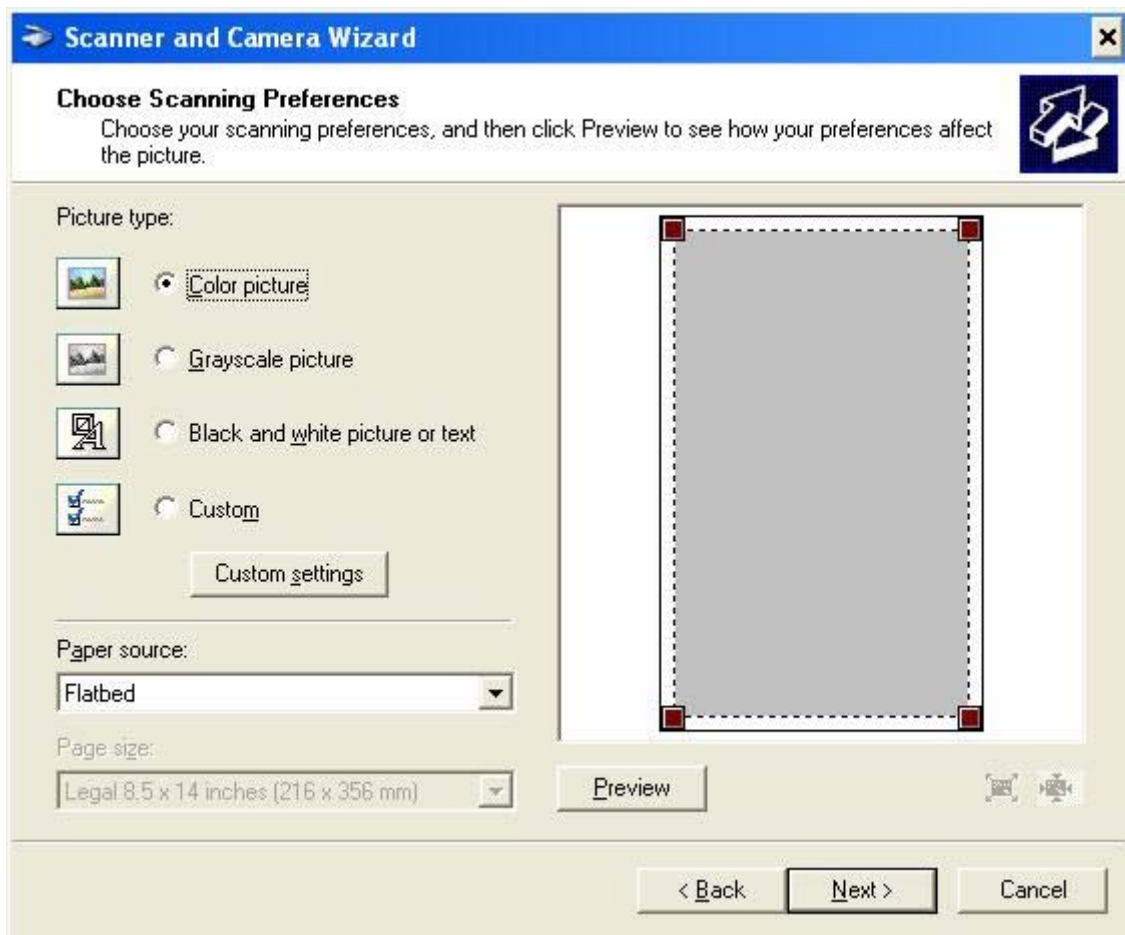 Scanner and Camera Wizard
Choose Scanning Preferences
Choose your scanning preferences, and then click Preview to see how your preferences affect
the picture.
Picture type:
Color picture
Grayscale picture
Black and white picture or text
Custom
Custom settings
Paper source:
Flatbed
Page size:
Legal 8.5 x 14 inches (216 x 356 mm)
Preview
< Back
Next >
Cancel